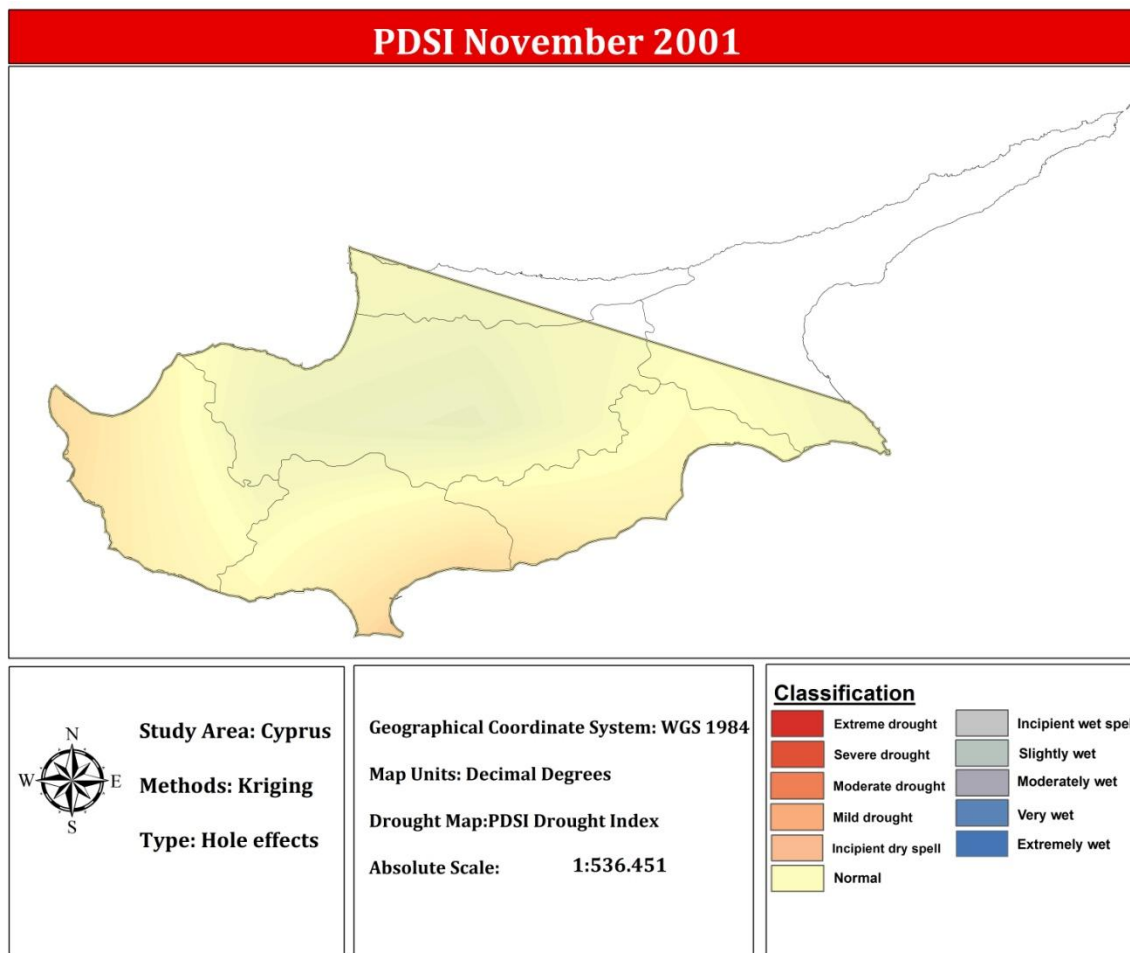 PDSI November 2001
N
W E
S
Study Area: Cyprus
Methods: Kriging
Type: Hole effects
Geographical Coordinate System: WGS 1984
Map Units: Decimal Degrees
Drought Map:PDSI Drought Index
Absolute Scale: 1:536.451
Classification
Extreme drought
Severe drought
Moderate drought
Mild drought
Incipient dry spell
Normal
Incipient wet spel
Slightly wet
Moderately wet
Very wet
Extremely wet